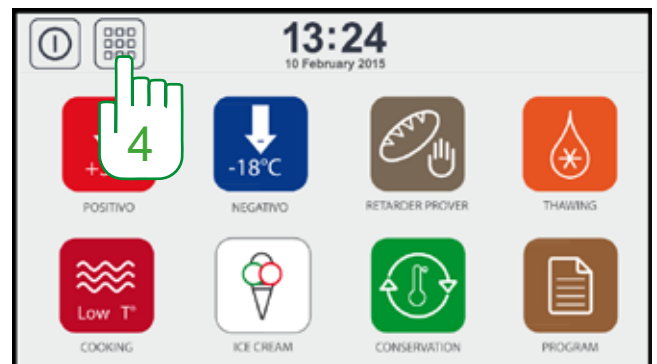 13:24
10 February 2015
4
-18°C
POSITIVO
NEGATIVO
RETARDER PROVER
THAWING
Low T°
COOKING
ICE CREAM
CONSERVATION
PROGRAM